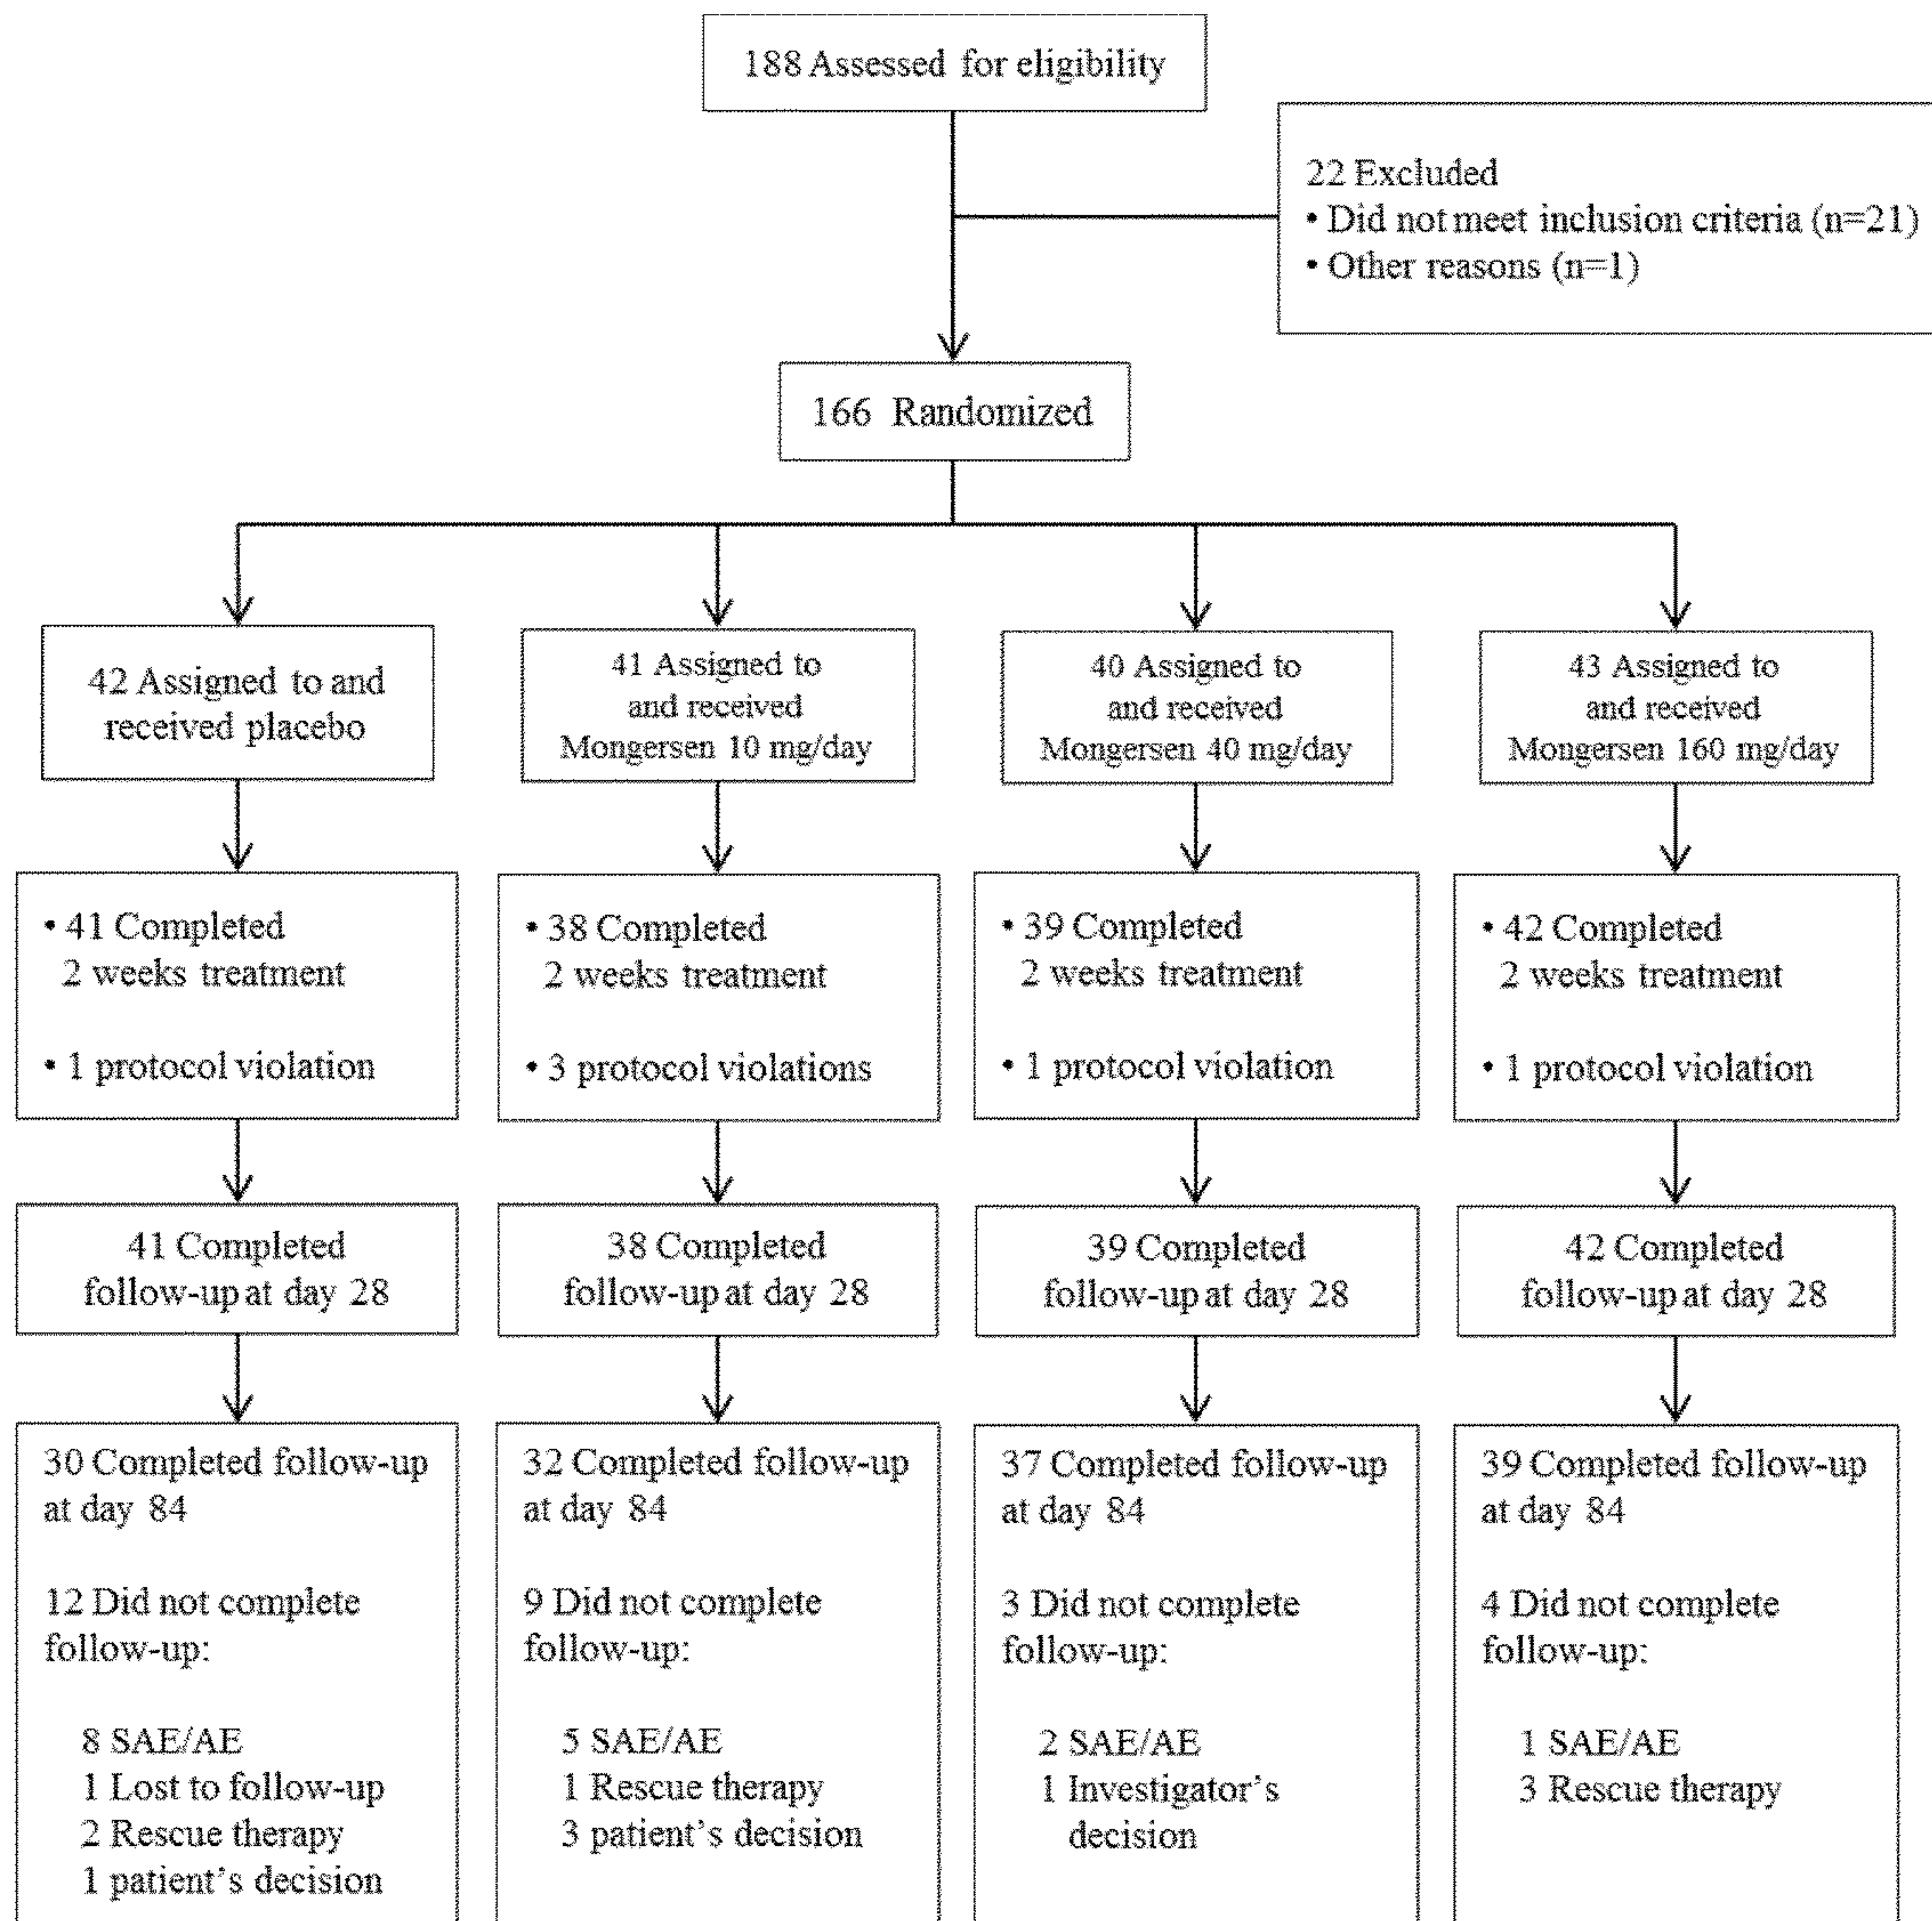 188 Assessed for eligibility
22 Excluded
• Did not meet inclusion criteria (n=21)
• Other reasons (n=1)
166 Randomized
42 Assigned to and
received placebo
41 Assigned to
and received
Mongersen 10 mg/day
40 Assigned to
and received
Mongersen 40 mg/day
43 Assigned to
and received
Mongersen 160 mg/day
• 41 Completed
2 weeks treatment
• 1 protocol violation
• 38 Completed
2 weeks treatment
• 3 protocol violations
• 39 Completed
2 weeks treatment
• 1 protocol violation
• 42 Completed
2 weeks treatment
• 1 protocol violation
41 Completed
follow-up at day 28
38 Completed
follow-up at day 28
39 Completed
follow-up at day 28
42 Completed
follow-up at day 28
30 Completed follow-up
at day 84
12 Did not complete
follow-up:
8 SAE/AE
1 Lost to follow-up
2 Rescue therapy
1 patient's decision
32 Completed follow-up
at day 84
9 Did not complete
follow-up:
5 SAE/AE
1 Rescue therapy
3 patient's decision
37 Completed follow-up
at day 84
3 Did not complete
follow-up:
2 SAE/AE
1 Investigator's
decision
39 Completed follow-up
at day 84
4 Did not complete
follow-up:
1 SAE/AE
3 Rescue therapy